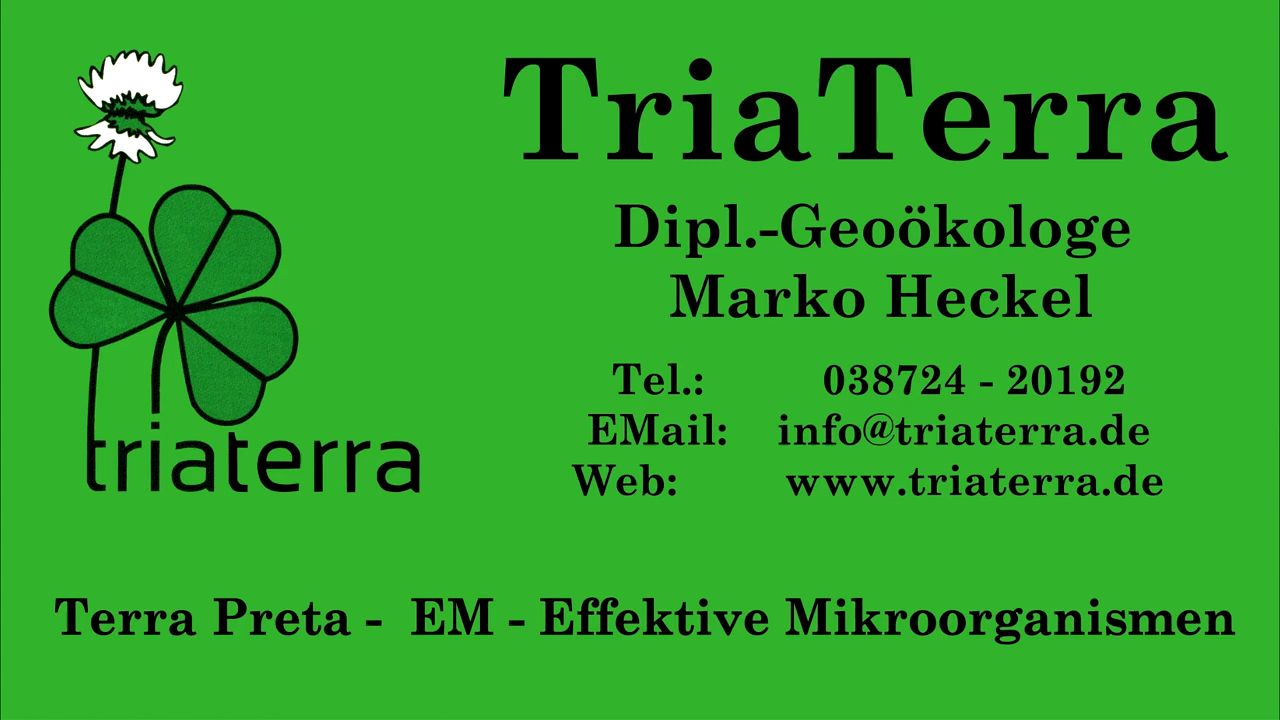 TriaTerra
Dipl.-Geoökologe
Marko Heckel
Tel.: 038724 - 20192
EMail: info@triaterra.de
Web: www.triaterra.de
triaterra
Terra Preta - EM - Effektive Mikroorganismen